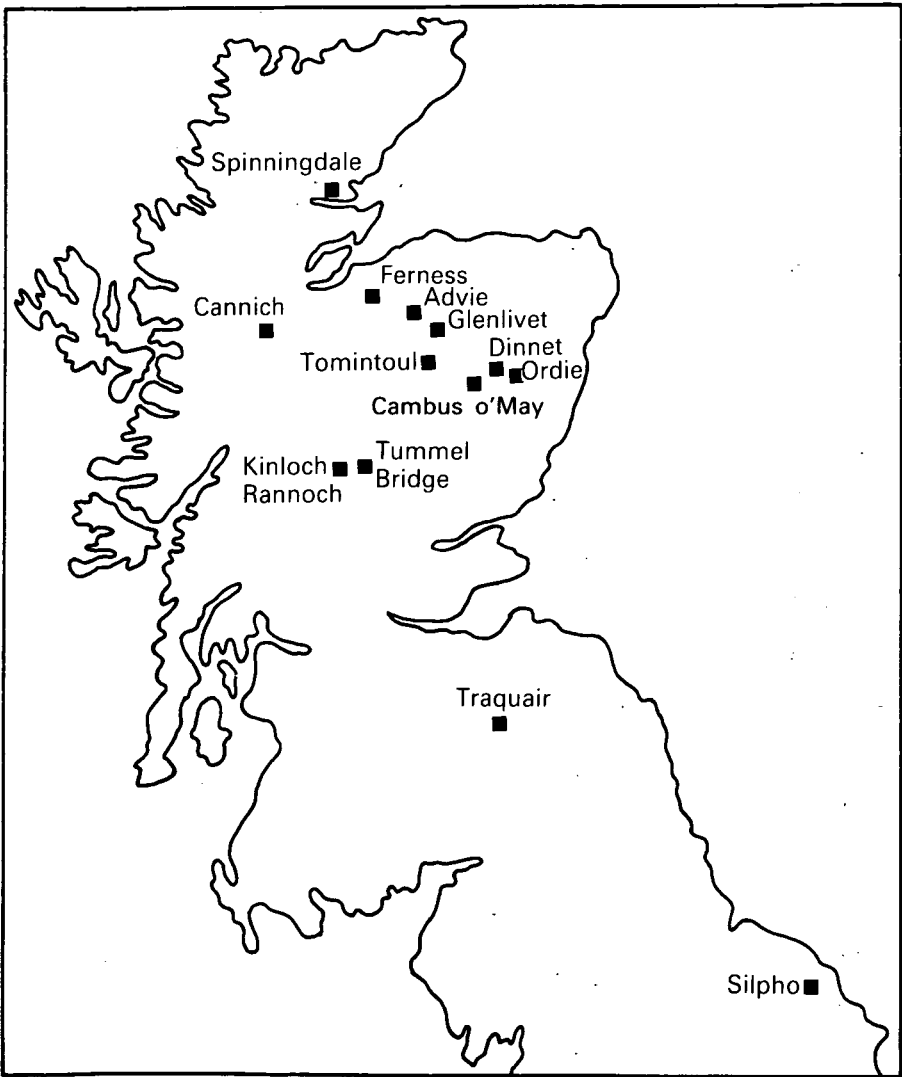 Spinningdale
Ferness
Advie
Cannich
Glenlivet
Dinnet
Tomintoul
Ordie
Cambus o'May
Tummel
Kinloch
Bridge
Rannoch
Traquair
Silpho